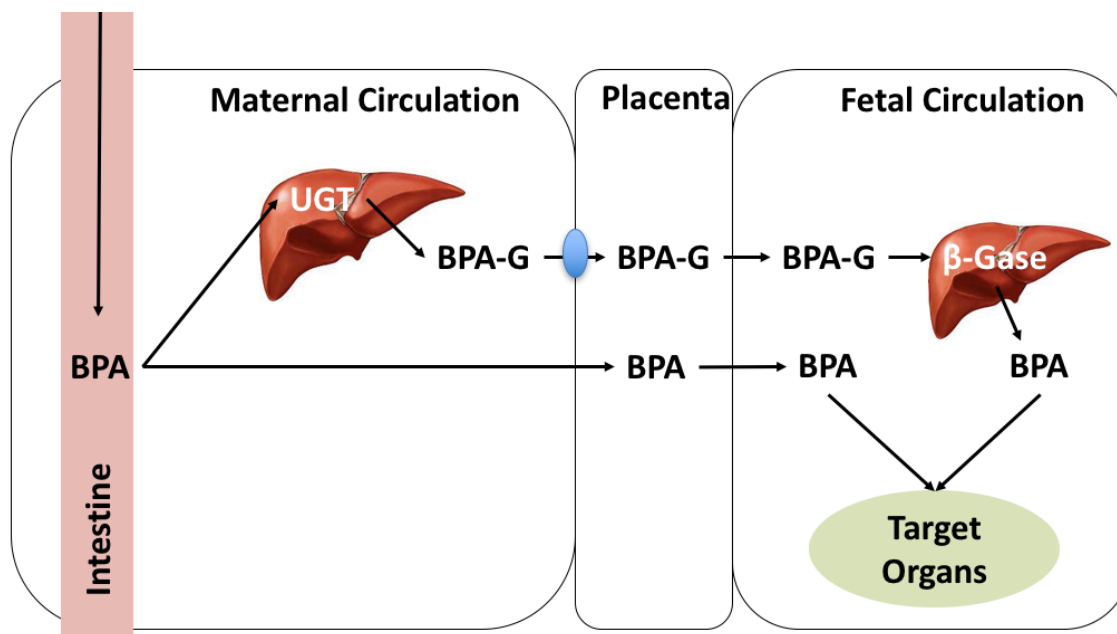 Maternal Circulation
Placenta
Fetal Circulation
UGT
BPA-G
BPA-G
BPA-G
β-Gase
BPA
BPA
BPA
BPA
Intestine
Target
Organs